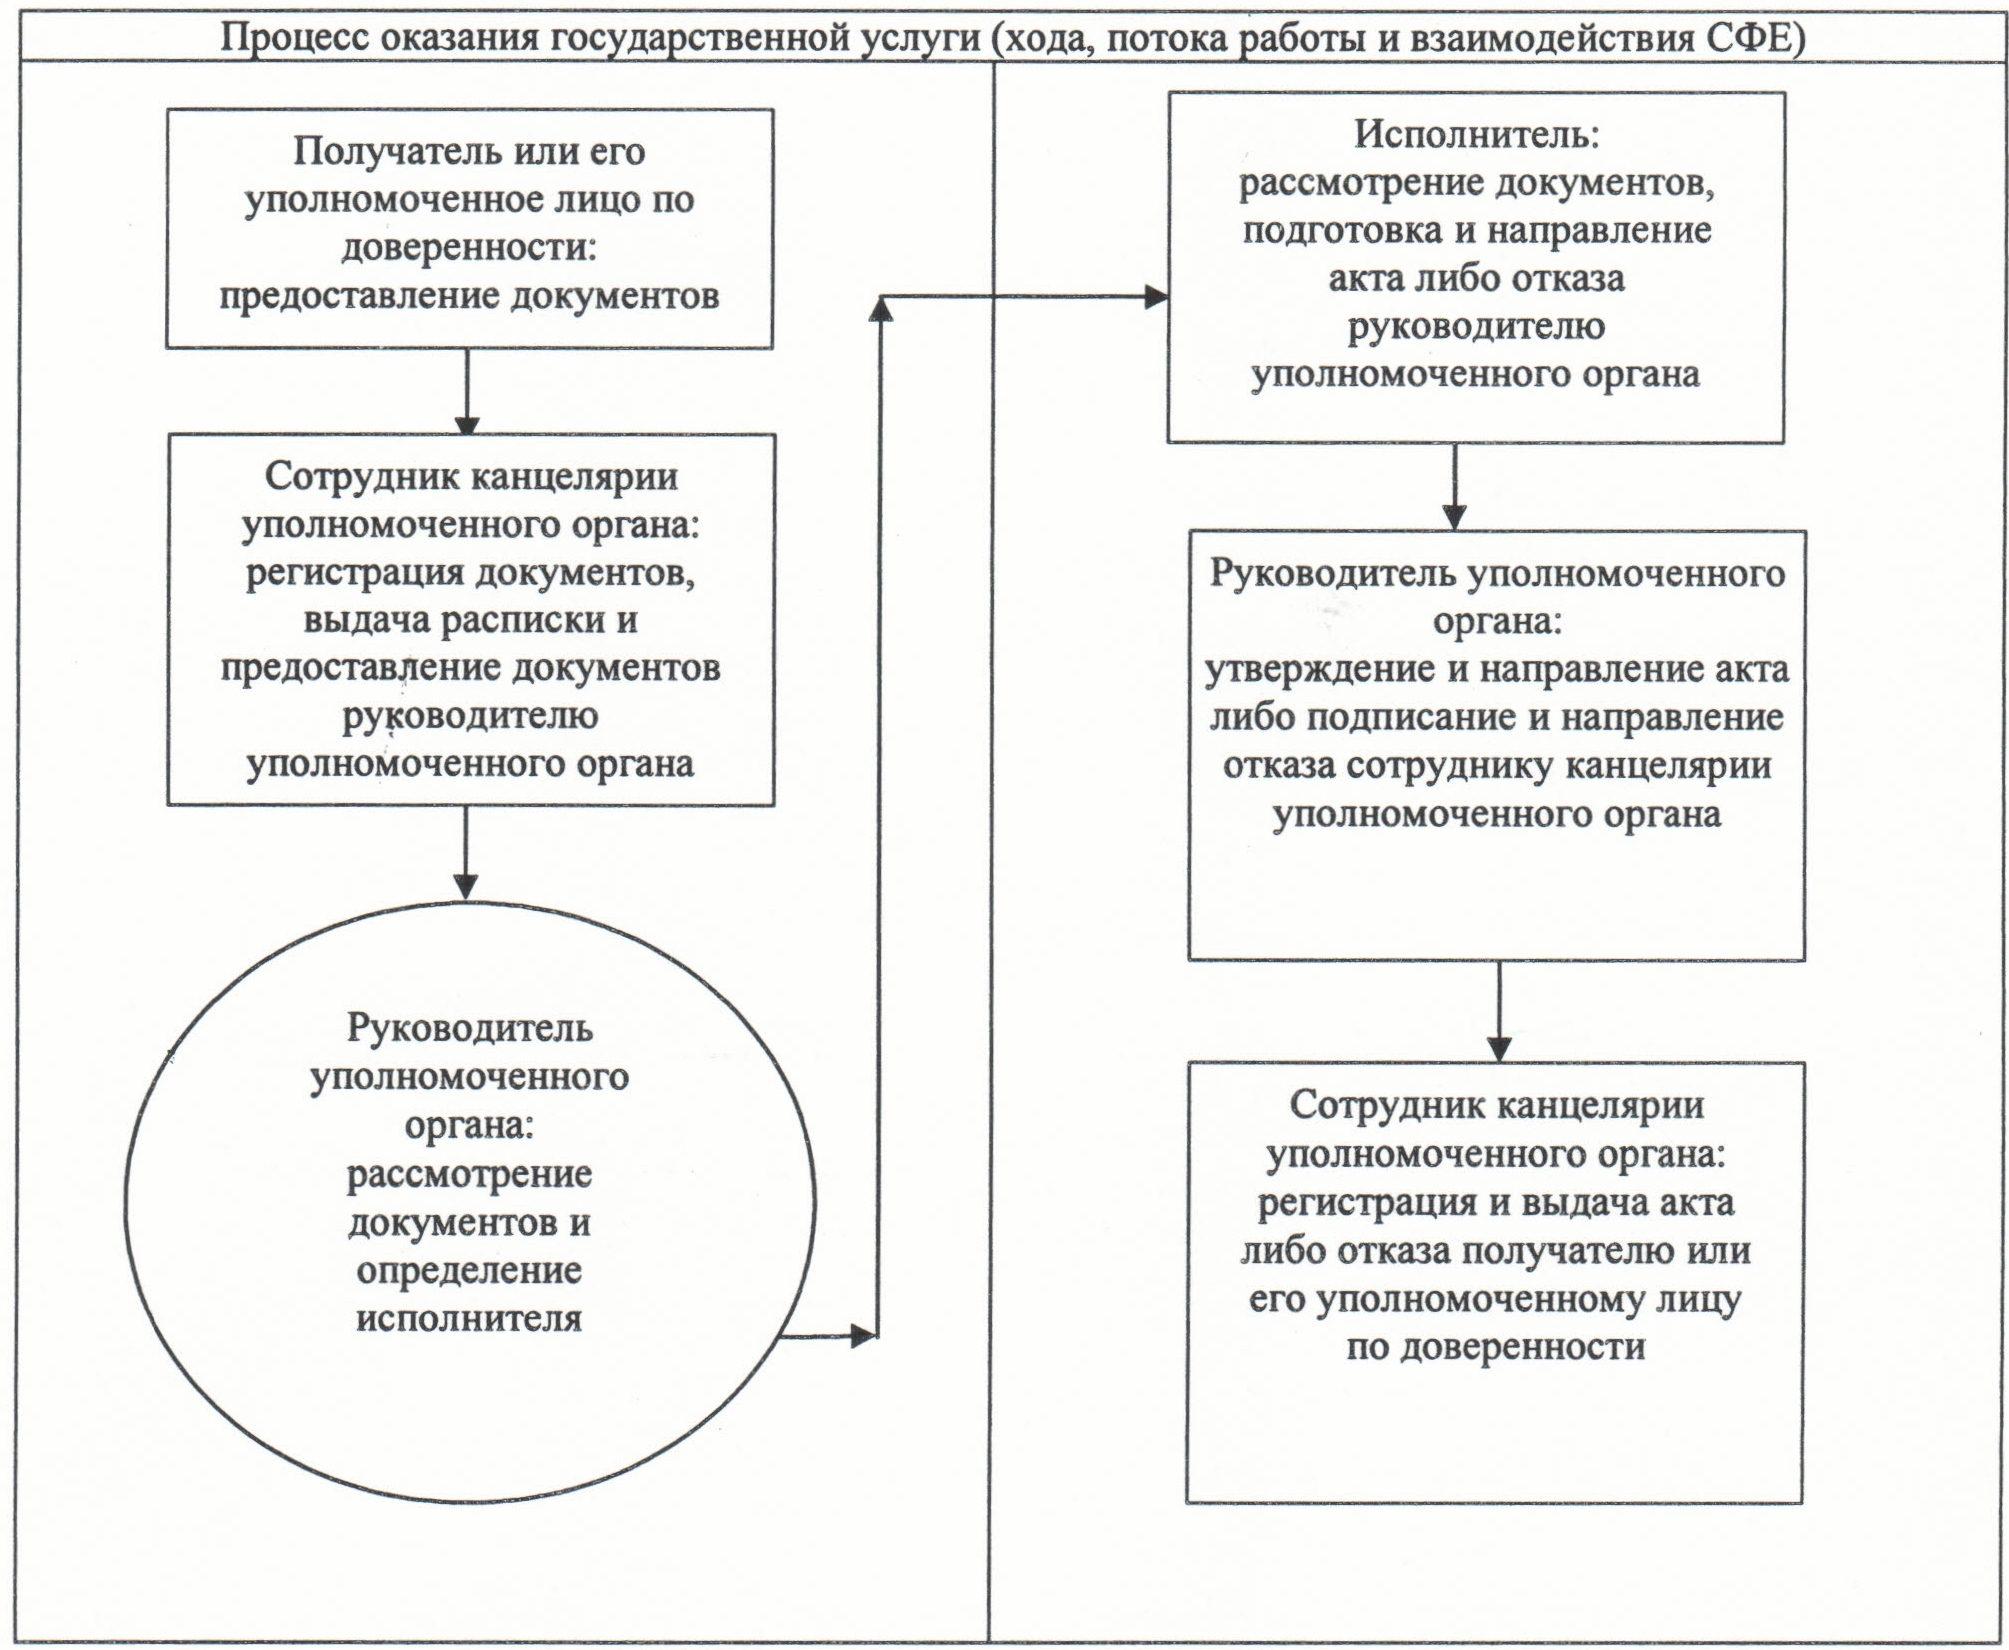 Процесс оказания государственной услуги (хода, потока работы и взаимодействия СФЕ)
Получатель или его
уполномоченное лицо по
доверенности:
предоставление документов
Сотрудник канцелярии
уполномоченного органа:
регистрация документов,
выдача расписки и
предоставление документов
руководителю
уполномоченного органа
Руководитель
уполномоченного
органа:
рассмотрение
документов и
определение
исполнителя
Исполнитель:
рассмотрение документов,
подготовка и направление
акта либо отказа
руководителю
уполномоченного органа
Руководитель уполномоченного
органа:
утверждение и направление акта
либо подписание и направление
отказа сотруднику канцелярии
уполномоченного органа
Сотрудник канцелярии
уполномоченного органа:
регистрация и выдача акта
либо отказа получателю или
его уполномоченному лицу
по доверенности